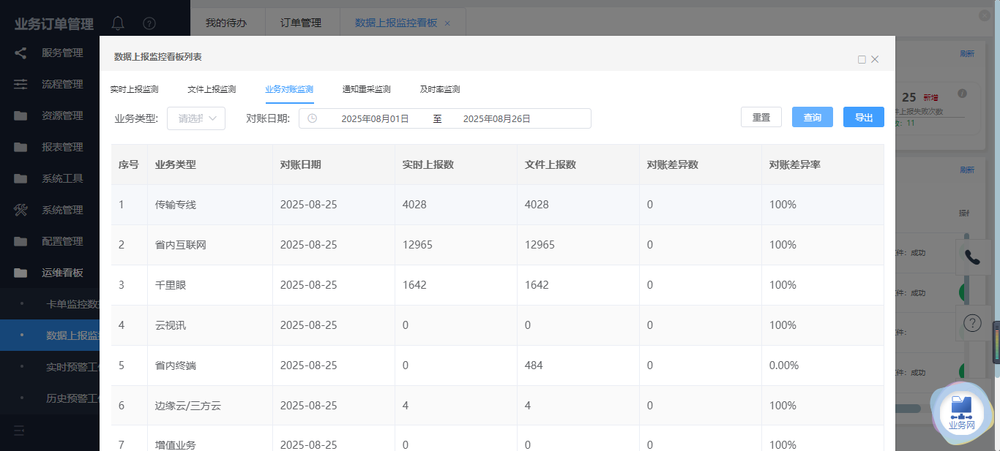 业务订单管理
我的待办
订单管理
数据上报监控看板
服务管理
流程管理
资源管理
报表管理
系统工具
系统管理
配置管理
运维看板
卡单监控数
数据上报监
实时预警工
历史预警工
数据上报监控看板列表
实时上报监测 文件上报监测 业务对账监测 通知重采监测 及时率监测
业务类型: 请选择 对账日期: 2025年08月01日 至 2025年08月26日 重置 查询 导出
序号 业务类型 对账日期 实时上报数 文件上报数 对账差异数 对账差异率
1 传输专线 2025-08-25 4028 4028 0 100%
2 省内互联网 2025-08-25 12965 12965 0 100%
3 千里眼 2025-08-25 1642 1642 0 100%
4 云视讯 2025-08-25 0 0 0 100%
5 省内终端 2025-08-25 0 484 0 0.00%
6 边缘云/三方云 2025-08-25 4 4 0 100%
7 增值业务 2025-08-25 0 0 0 100%
刷新
25 新增
件上报失败次数
11
刷新
操作
件: 成功
件: 成功
件:
件: 成功
业务网